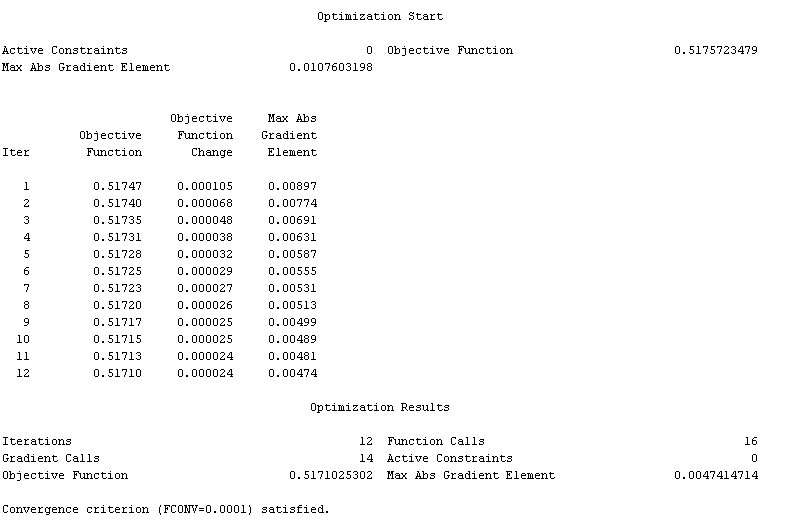 Optimization Start
Active Constraints 0 Objective Function 0.5175723479
Max Abs Gradient Element 0.0107603198
Objective Max Abs
Objective Function Gradient
Iter Function Change Element
1 0.51747 0.000105 0.00897
2 0.51740 0.000068 0.00774
3 0.51735 0.000048 0.00691
4 0.51731 0.000038 0.00631
5 0.51728 0.000032 0.00587
6 0.51725 0.000029 0.00555
7 0.51723 0.000027 0.00531
8 0.51720 0.000026 0.00513
9 0.51717 0.000025 0.00499
10 0.51715 0.000025 0.00489
11 0.51713 0.000024 0.00481
12 0.51710 0.000024 0.00474
Optimization Results
Iterations 12 Function Calls 16
Gradient Calls 14 Active Constraints 0
Objective Function 0.5171025302 Max Abs Gradient Element 0.0047414714
Convergence criterion (FCONV=0.0001) satisfied.